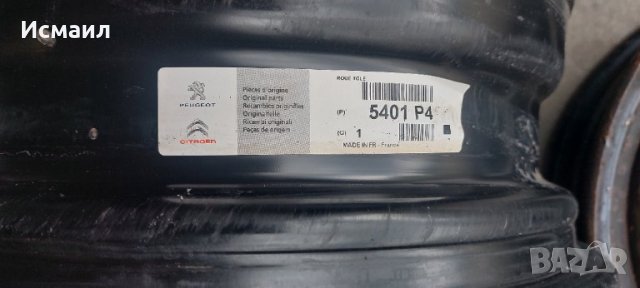 Исмаил
ROUE TOLE
PEUGEOT
CITROËN
Pièces d'origine
Original parts
Recambios originales
Originalteile
Ricambi originali
Peças de origem
(P) 5401 P4
(G) 1
MADE IN FR - France
BAZAR